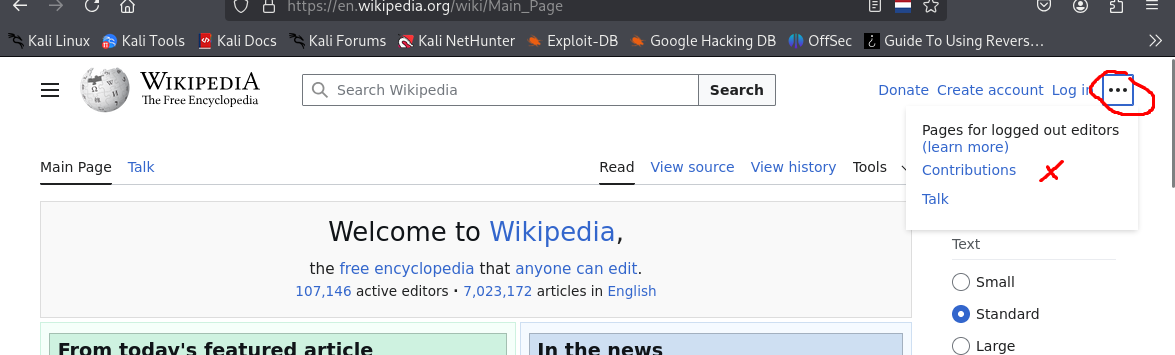 https://en.wikipedia.org/wiki/Main_Page
Kali Linux Kali Tools Kali Docs Kali Forums Kali NetHunter Exploit-DB Google Hacking DB OffSec Guide To Using Revers…
WIKIPEDIA
The Free Encyclopedia
Search Wikipedia Search
Donate Create account Log in
Pages for logged out editors
(learn more)
Contributions
Talk
Main Page Talk Read View source View history Tools
Welcome to Wikipedia,
the free encyclopedia that anyone can edit.
107,146 active editors · 7,023,172 articles in English
Text
Small
Standard
Large
From today's featured article
In the news